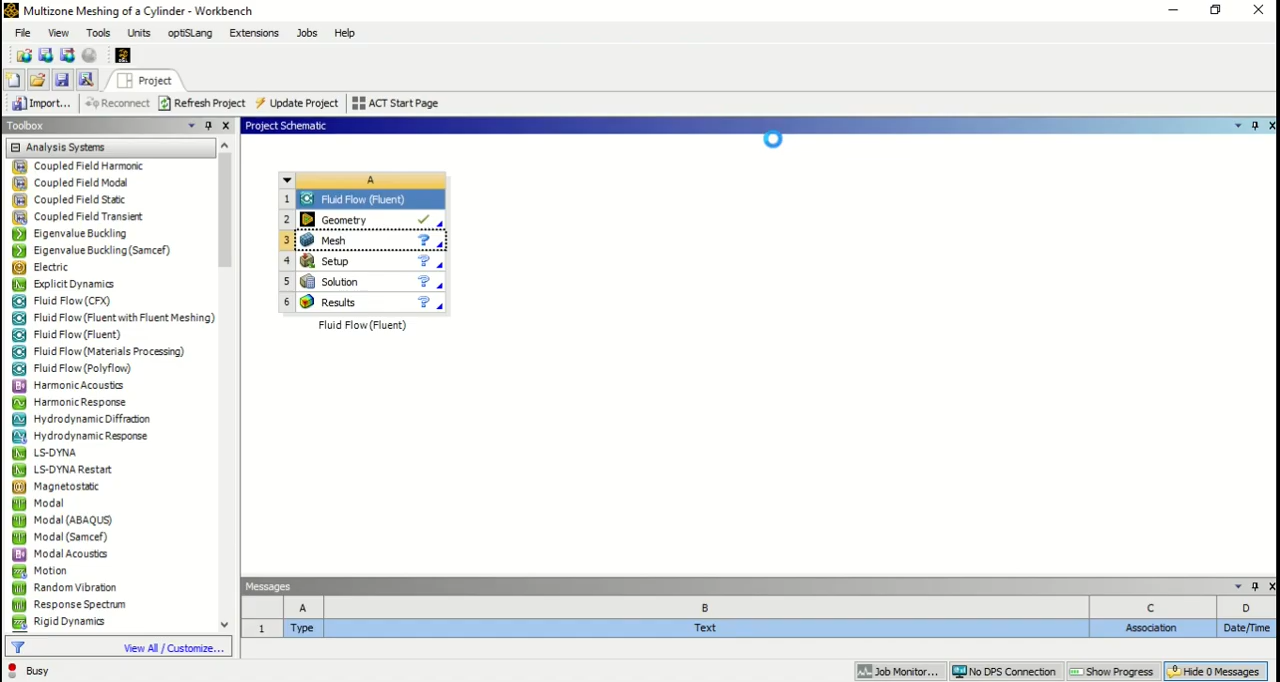 Multizone Meshing of a Cylinder - Workbench
File View Tools Units optiSLang Extensions Jobs Help
Project
Import... Reconnect Refresh Project Update Project ACT Start Page
Toolbox
Project Schematic
Analysis Systems
Coupled Field Harmonic
Coupled Field Modal
Coupled Field Static
Coupled Field Transient
Eigenvalue Buckling
Eigenvalue Buckling (Samcef)
Electric
Explicit Dynamics
Fluid Flow (CFX)
Fluid Flow (Fluent with Fluent Meshing)
Fluid Flow (Fluent)
Fluid Flow (Materials Processing)
Fluid Flow (Polyflow)
Harmonic Acoustics
Harmonic Response
Hydrodynamic Diffraction
Hydrodynamic Response
LS-DYNA
LS-DYNA Restart
Magnetostatic
Modal
Modal (ABAQUS)
Modal (Samcef)
Modal Acoustics
Motion
Random Vibration
Response Spectrum
Rigid Dynamics
View All / Customize...
A
1 Fluid Flow (Fluent)
2 Geometry
3 Mesh ?
4 Setup ?
5 Solution ?
6 Results ?
Fluid Flow (Fluent)
Messages
A B C D
1 Type Text Association Date/Time
Busy
Job Monitor... No DPS Connection Show Progress Hide 0 Messages